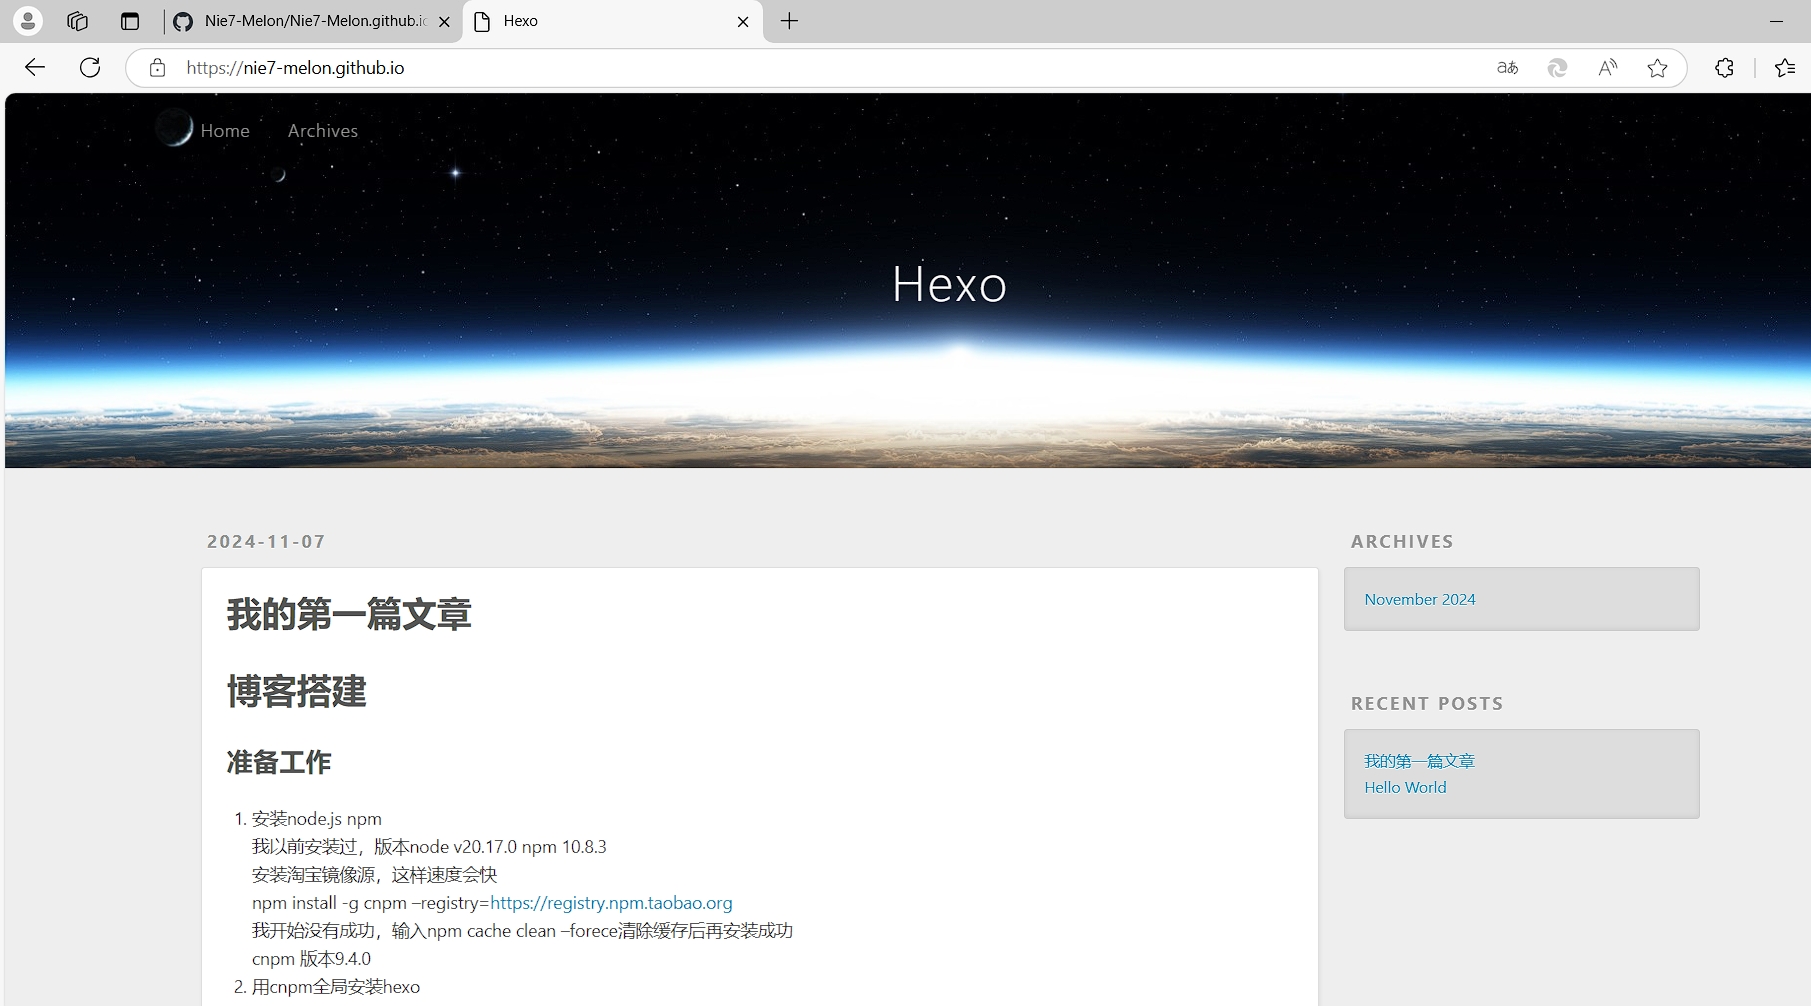 Nie7-Melon/Nie7-Melon.github.io
Hexo
https://nie7-melon.github.io
Home
Archives
Hexo
2024-11-07
我的第一篇文章
博客搭建
准备工作
1. 安装node.js npm
我以前安装过，版本node v20.17.0 npm 10.8.3
安装淘宝镜像源，这样速度会快
npm install -g cnpm –registry=https://registry.npm.taobao.org
我开始没有成功，输入npm cache clean –forece清除缓存后再安装成功
cnpm 版本9.4.0
2. 用cnpm全局安装hexo
ARCHIVES
November 2024
RECENT POSTS
我的第一篇文章
Hello World